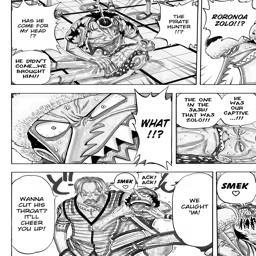 RORONOA
ZOLO!?
THE
PIRATE
HUNTER
!?
HAS HE
COME FOR
MY HEAD
!?
HE DIDN'T
COME...WE
BROUGHT
HIM!!
HE WAS
OUR
CAPTIVE
...!!!
THE ONE
IN THE
THAT WAS
ZOLO!!!
WHAT
!!?
SMEK
WE
CAUGHT
'IM!
ACK!
ACK!
SMEK
WANNA
CUT HIS
THROAT?
IT'LL
CHEER
YOU UP!